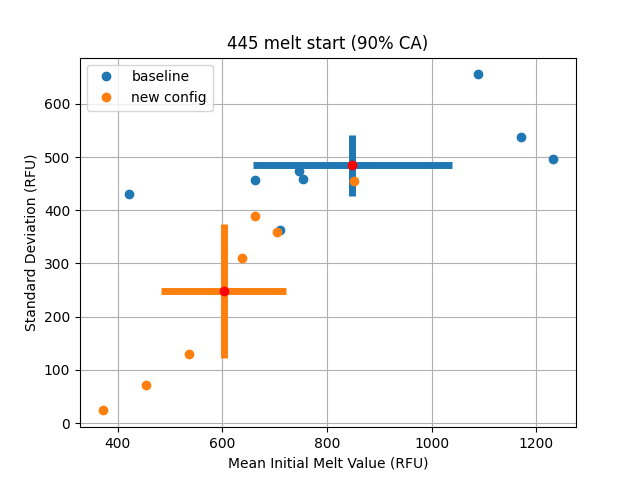 445 melt start (90% CA)
baseline
new config
600
500
400
300
200
100
0
Standard Deviation (RFU)
400 600 800 1000 1200
Mean Initial Melt Value (RFU)